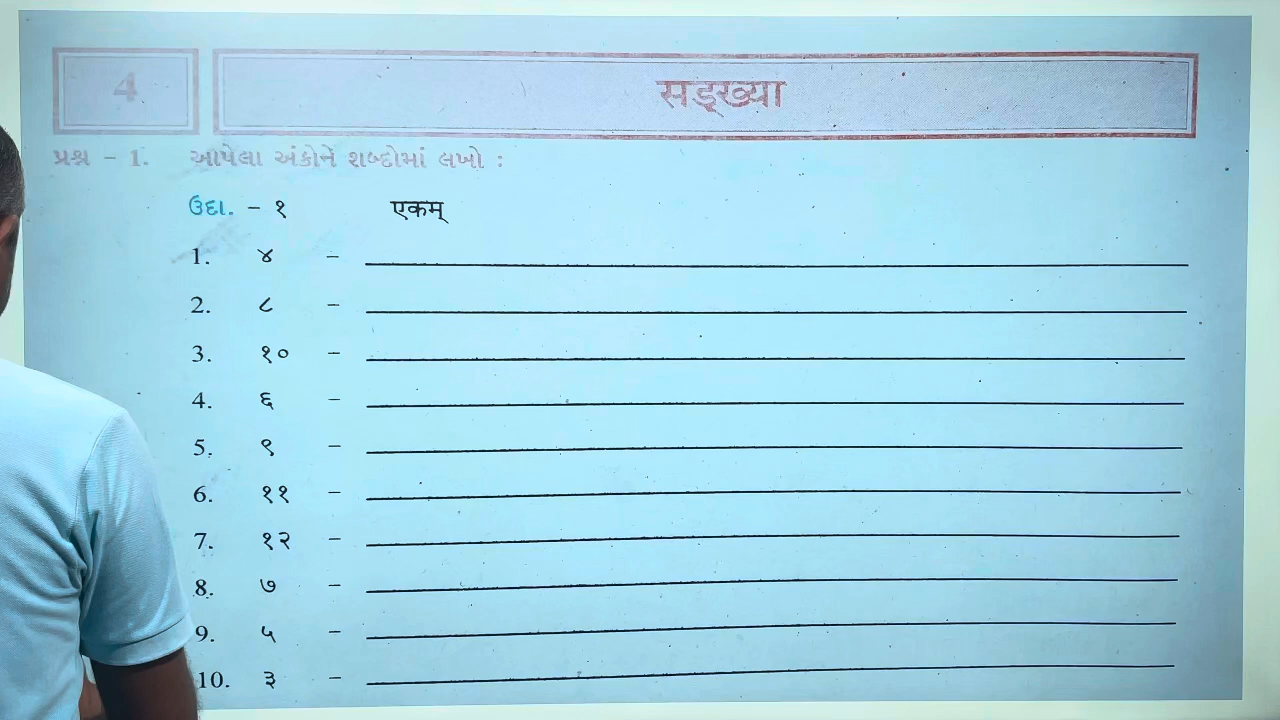 4 सङ्ख्या
પ્રશ્ન - 1. આપેલા અંકોને શબ્દોમાં લખો :
ઉદા. - १ एकम्
1. ४ -
2. ८ -
3. १० -
4. ६ -
5. ९ -
6. ११ -
7. १२ -
8. ७ -
9. ५ -
10. ३ -